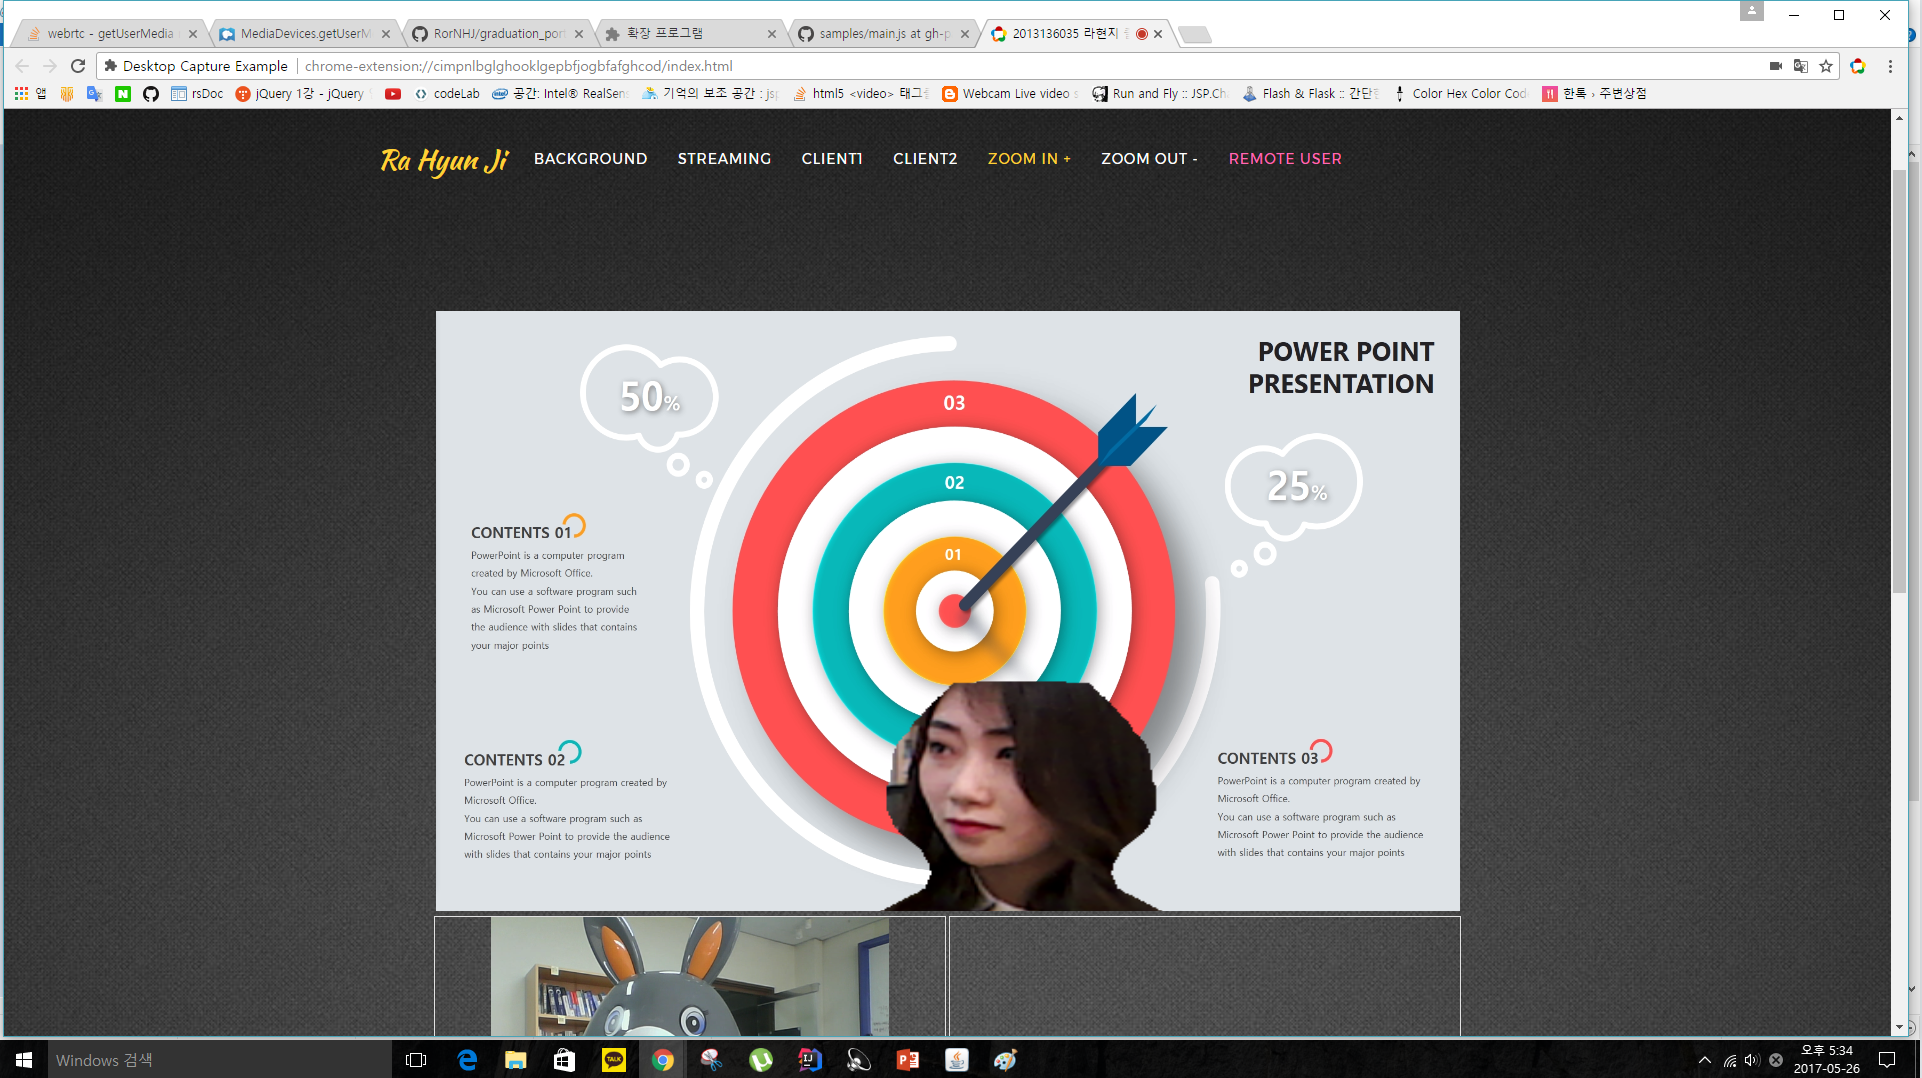 webrtc - getUserMedia
MediaDevices.getUserM
RorNHJ/graduation_port
확장 프로그램
samples/main.js at gh-p
2013136035 라현지
Desktop Capture Example
chrome-extension://cimpnlbglghooklgepbfjogbfafghcod/index.html
앱
rsDoc
jQuery 1강 - jQuery
codeLab
공간: Intel® RealSens
기억의 보조 공간 : jsp
html5 <video> 태그
Webcam Live video s
Run and Fly :: JSP.Ch
Flash & Flask :: 간단
Color Hex Color Cod
한톡 › 주변상점
Ra Hyun Ji
BACKGROUND
STREAMING
CLIENT1
CLIENT2
ZOOM IN +
ZOOM OUT -
REMOTE USER
POWER POINT
PRESENTATION
50%
03
02
01
25%
CONTENTS 01
PowerPoint is a computer program
created by Microsoft Office.
You can use a software program such
as Microsoft Power Point to provide
the audience with slides that contains
your major points
CONTENTS 02
PowerPoint is a computer program created by
Microsoft Office.
You can use a software program such as
Microsoft Power Point to provide the audience
with slides that contains your major points
CONTENTS 03
PowerPoint is a computer program created by
Microsoft Office.
You can use a software program such as
Microsoft Power Point to provide the audience
with slides that contains your major points
Windows 검색
TALK
오후 5:34
2017-05-26